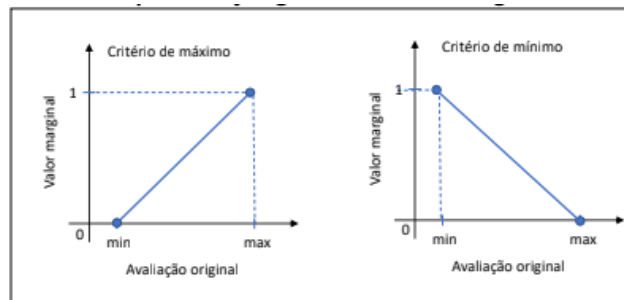 Critério de máximo
1
Valor marginal
0
min
max
Avaliação original
Critério de mínimo
1
Valor marginal
0
min
max
Avaliação original